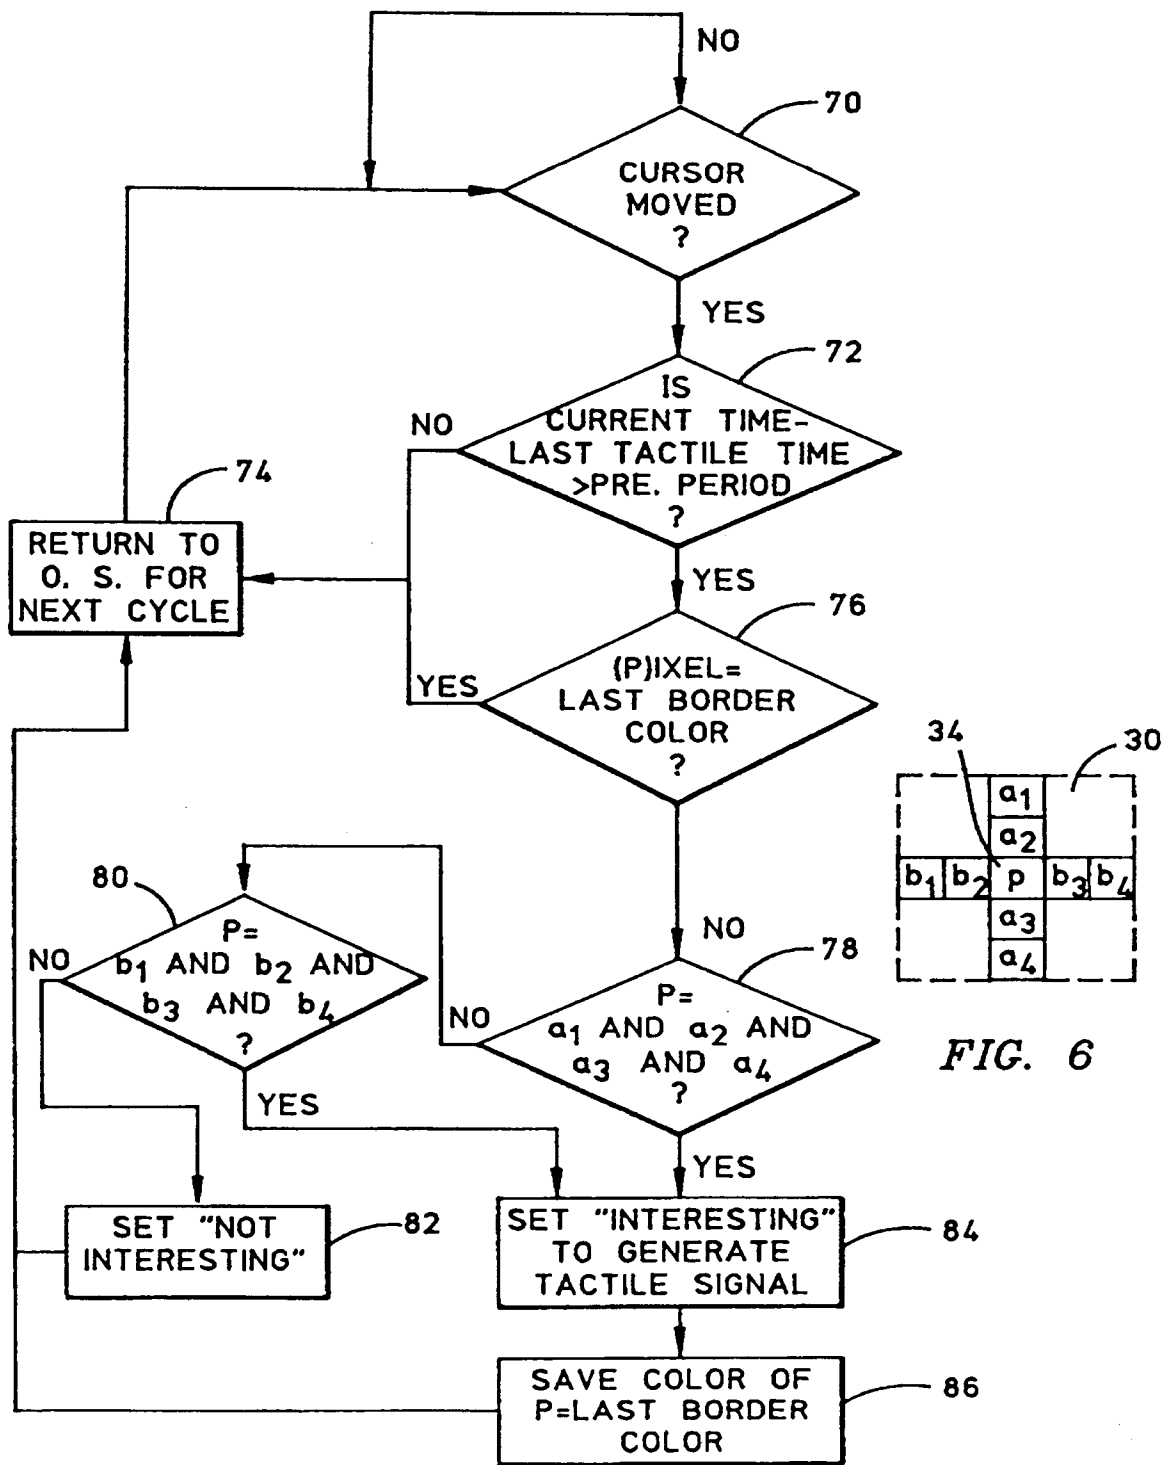 NO
70
CURSOR
MOVED
?
YES
72
IS
CURRENT TIME-
LAST TACTILE TIME
>PRE. PERIOD
?
NO
YES
74
RETURN TO
O. S. FOR
NEXT CYCLE
76
(P)IXEL=
LAST BORDER
COLOR
?
YES
NO
34
30
a1
a2
b1 b2 p b3 b4
a3
a4
FIG. 6
78
P=
a1 AND a2 AND
a3 AND a4
?
NO
YES
80
P=
b1 AND b2 AND
b3 AND b4
?
NO
YES
SET "NOT
INTERESTING"
82
SET "INTERESTING"
TO GENERATE
TACTILE SIGNAL
84
SAVE COLOR OF
P=LAST BORDER
COLOR
86